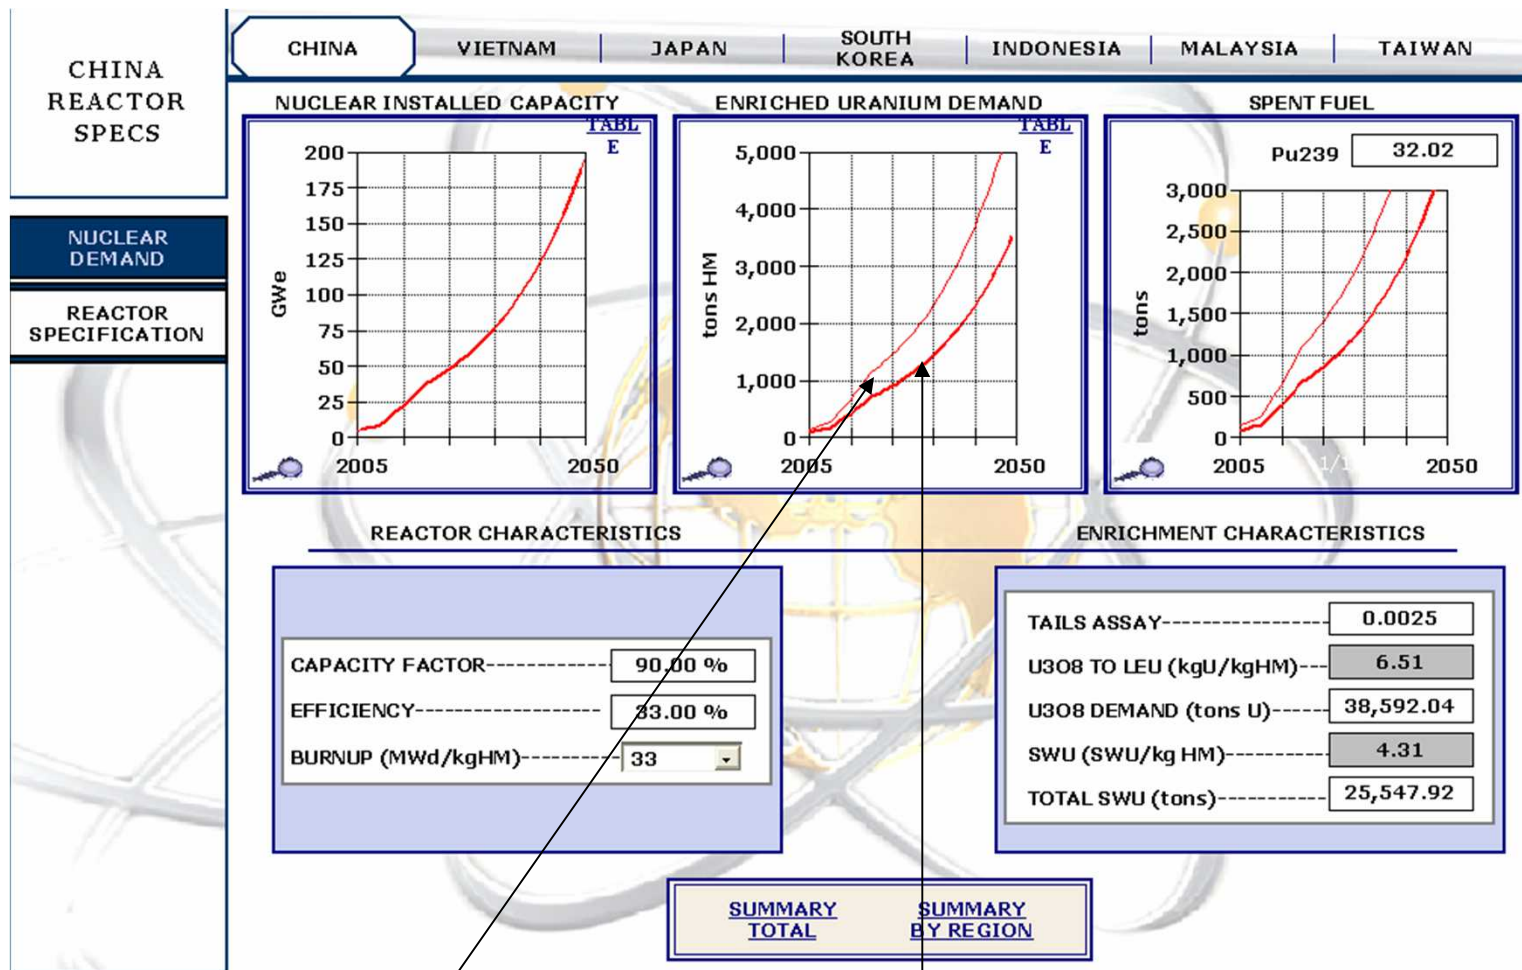 CHINA
REACTOR
SPECS
NUCLEAR
DEMAND
REACTOR
SPECIFICATION
CHINA
VIETNAM
JAPAN
SOUTH
KOREA
INDONESIA
MALAYSIA
TAIWAN
NUCLEAR INSTALLED CAPACITY
TABL
E
200
175
150
125
100
75
50
25
0
GWe
2005
2050
ENRICHED URANIUM DEMAND
TABL
E
5,000
4,000
3,000
2,000
1,000
0
tons HM
2005
2050
SPENT FUEL
Pu239 32.02
3,000
2,500
2,000
1,500
1,000
500
0
tons
2005
1/1
2050
REACTOR CHARACTERISTICS
CAPACITY FACTOR------------ 90.00 %
EFFICIENCY------------------ 33.00 %
BURNUP (MWd/kgHM)--------- 33
ENRICHMENT CHARACTERISTICS
TAILS ASSAY---------------- 0.0025
U3O8 TO LEU (kgU/kgHM)--- 6.51
U3O8 DEMAND (tons U)----- 38,592.04
SWU (SWU/kg HM)---------- 4.31
TOTAL SWU (tons)---------- 25,547.92
SUMMARY
TOTAL
SUMMARY
BY REGION